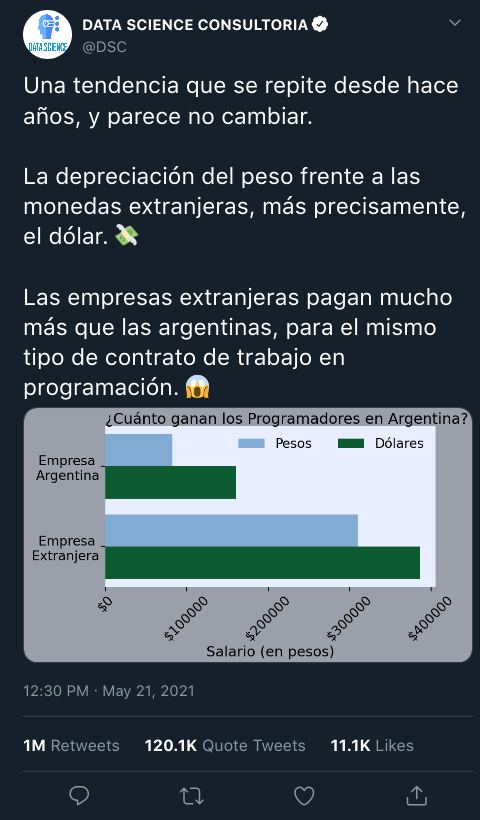 DATA SCIENCE CONSULTORIA
@DSC
DATA SCIENCE
Una tendencia que se repite desde hace
años, y parece no cambiar.
La depreciación del peso frente a las
monedas extranjeras, más precisamente,
el dólar. 💸
Las empresas extranjeras pagan mucho
más que las argentinas, para el mismo
tipo de contrato de trabajo en
programación. 😱
¿Cuánto ganan los Programadores en Argentina?
Pesos Dólares
Empresa
Argentina
Empresa
Extranjera
$0 $100000 $200000 $300000 $400000
Salario (en pesos)
12:30 PM · May 21, 2021
1M Retweets 120.1K Quote Tweets 11.1K Likes